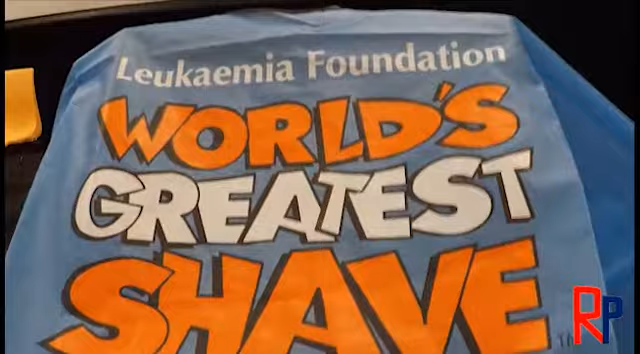 Leukaemia Foundation
WORLD'S
GREATEST
SHAVE
RP